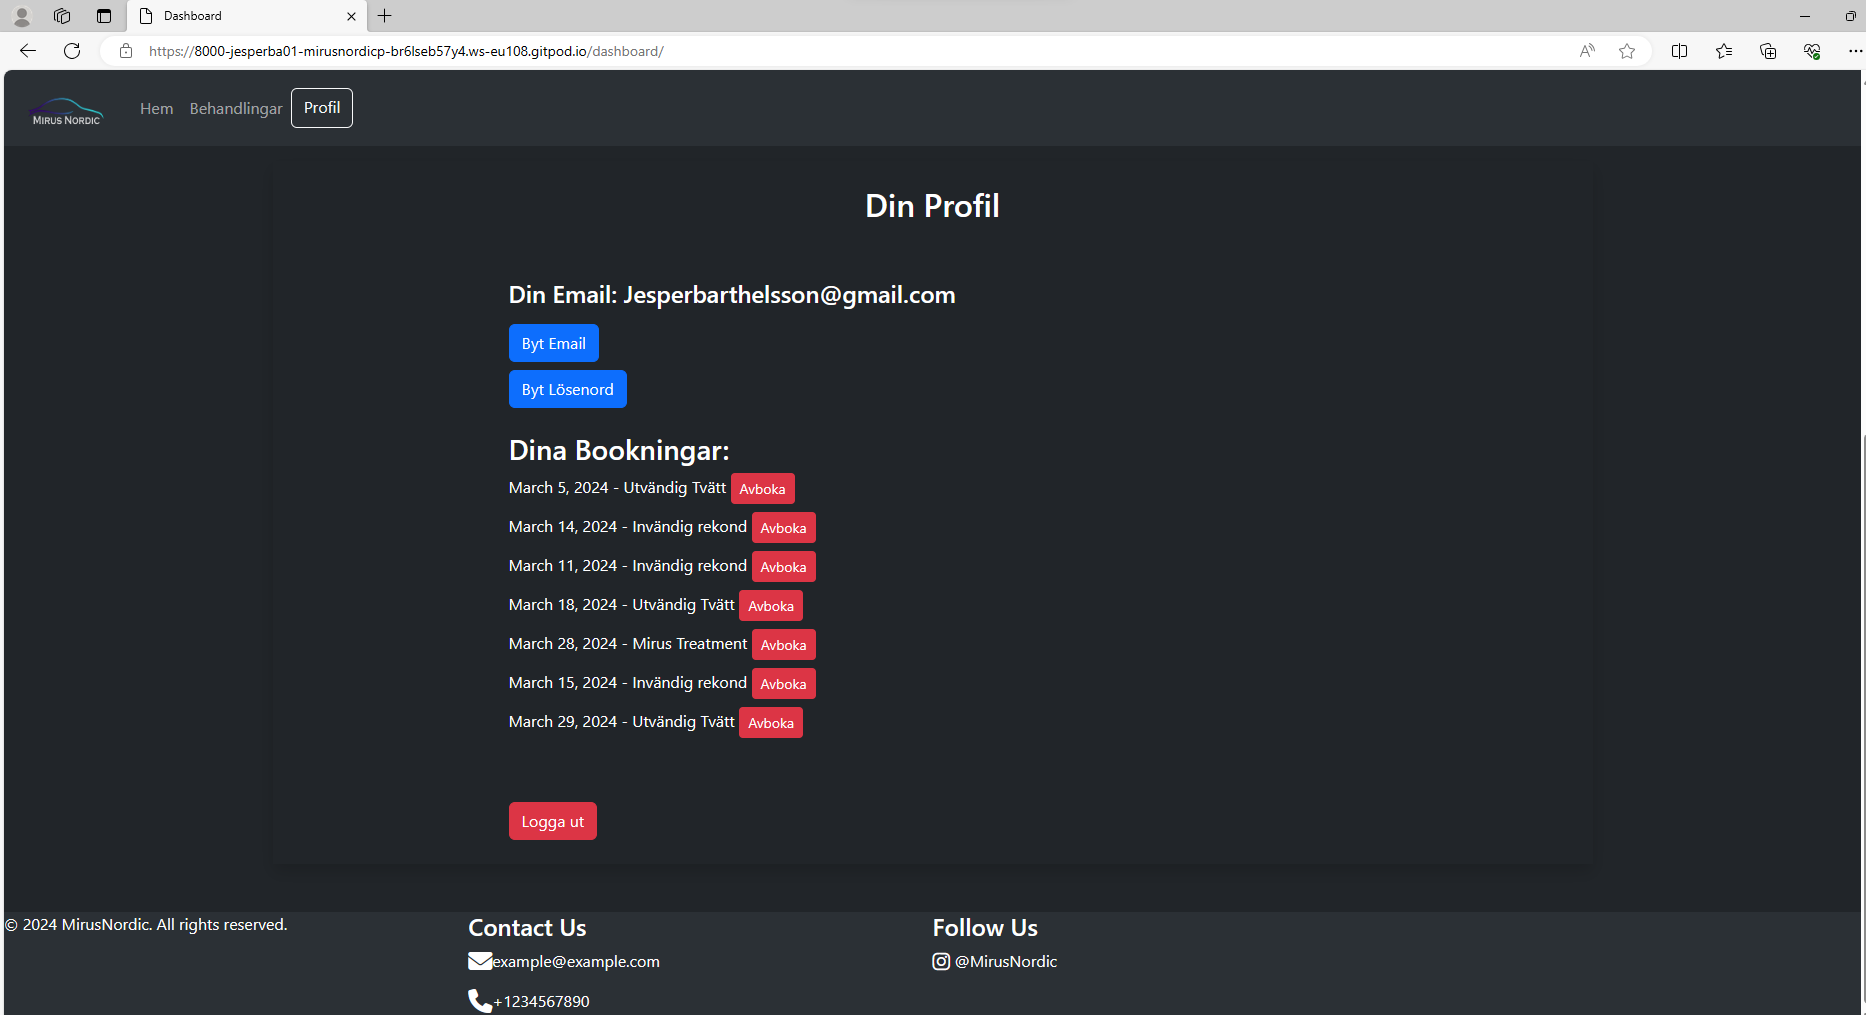 Dashboard
https://8000-jesperba01-mirusnordicp-br6lseb57y4.ws-eu108.gitpod.io/dashboard/
MIRUS NORDIC
Hem Behandlingar Profil
Din Profil
Din Email: Jesperbarthelsson@gmail.com
Byt Email
Byt Lösenord
Dina Bookningar:
March 5, 2024 - Utvändig Tvätt Avboka
March 14, 2024 - Invändig rekond Avboka
March 11, 2024 - Invändig rekond Avboka
March 18, 2024 - Utvändig Tvätt Avboka
March 28, 2024 - Mirus Treatment Avboka
March 15, 2024 - Invändig rekond Avboka
March 29, 2024 - Utvändig Tvätt Avboka
Logga ut
© 2024 MirusNordic. All rights reserved.
Contact Us
example@example.com
+1234567890
Follow Us
@MirusNordic